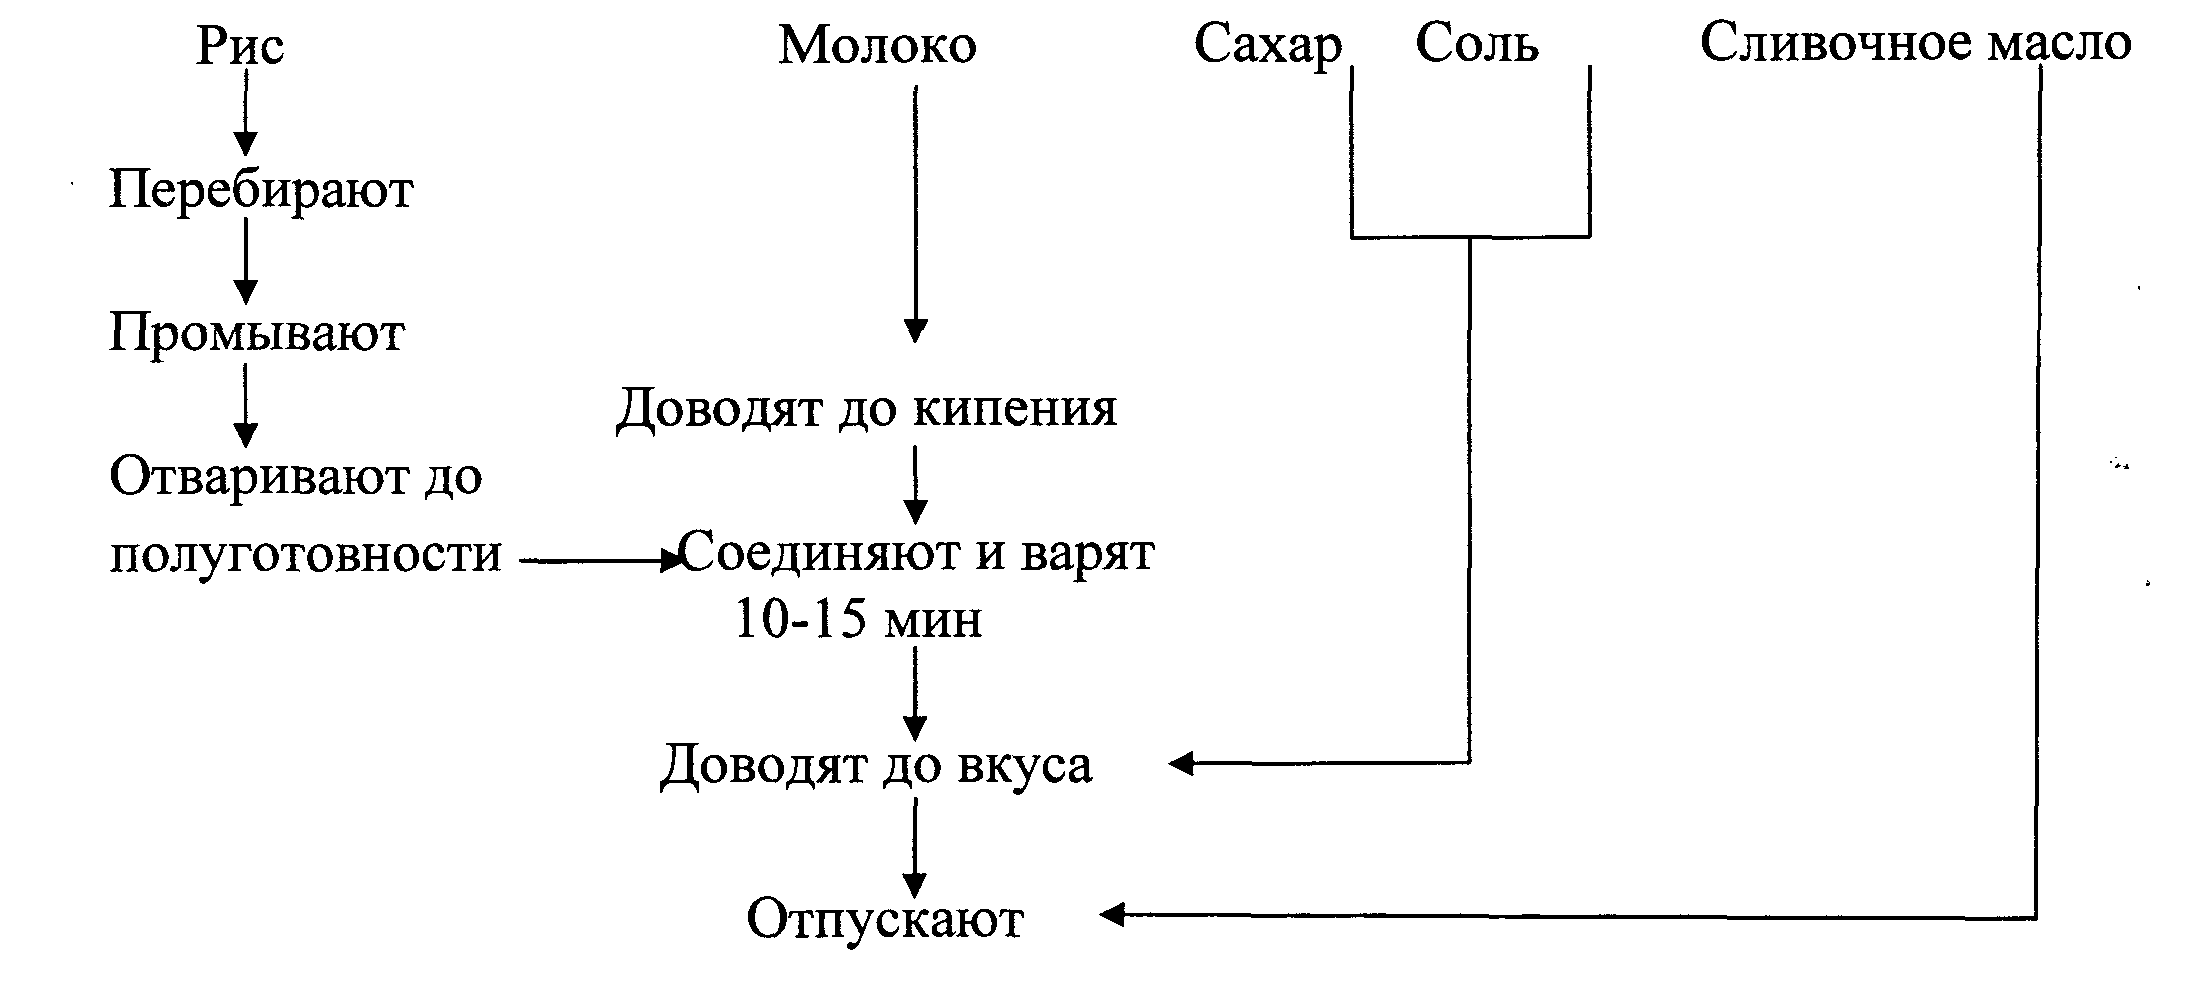 Рис Молоко Сахар Соль Сливочное масло
Перебирают
Промывают
Доводят до кипения
Отваривают до
полуготовности
Соединяют и варят
10-15 мин
Доводят до вкуса
Отпускают